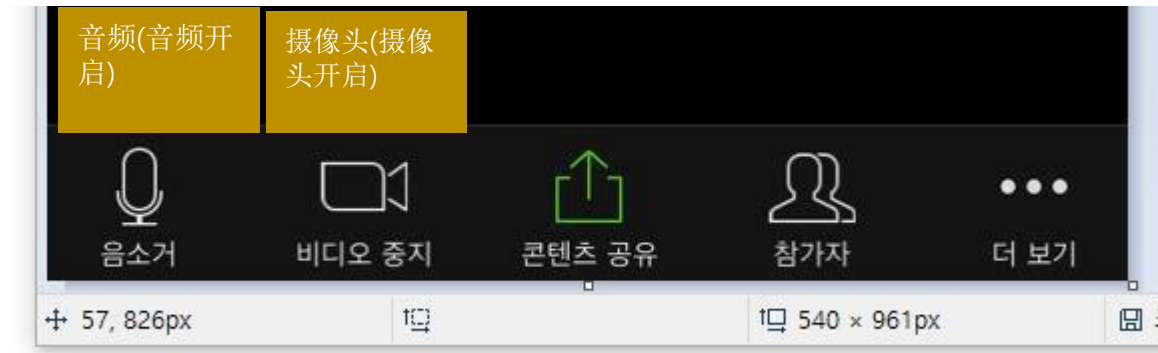 音频(音频开
启)
摄像头(摄像
头开启)
음소거
비디오 중지
콘텐츠 공유
참가자
더 보기
57, 826px
540 × 961px